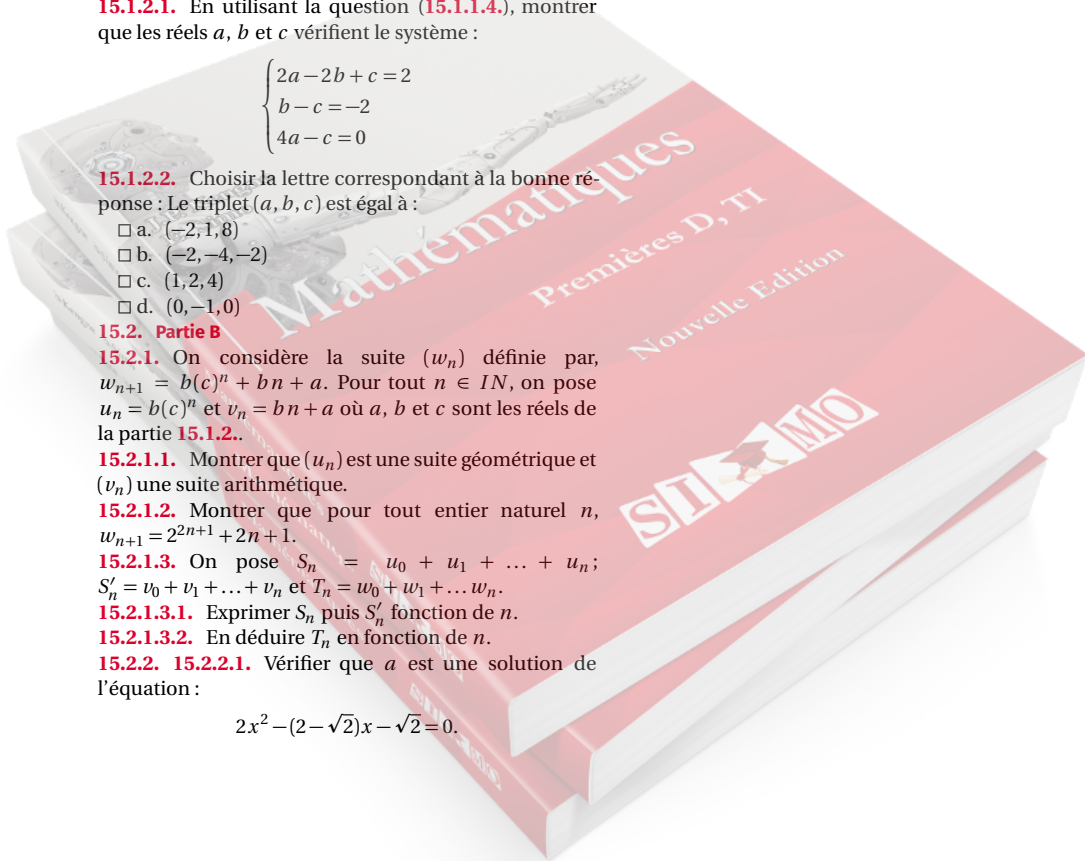 15.1.2.1. En utilisant la question (15.1.1.4.), montrer
que les réels a, b et c vérifient le système :
2a − 2b + c = 2
b − c = −2
4a − c = 0
15.1.2.2. Choisir la lettre correspondant à la bonne ré-
ponse : Le triplet (a, b, c) est égal à :
□ a. (−2,1,8)
□ b. (−2,−4,−2)
□ c. (1,2,4)
□ d. (0,−1,0)
15.2. Partie B
15.2.1. On considère la suite (wₙ) définie par,
wₙ₊₁ = b(c)ⁿ + bn + a. Pour tout n ∈ IN, on pose
uₙ = b(c)ⁿ et vₙ = bn + a où a, b et c sont les réels de
la partie 15.1.2..
15.2.1.1. Montrer que (uₙ) est une suite géométrique et
(vₙ) une suite arithmétique.
15.2.1.2. Montrer que pour tout entier naturel n,
wₙ₊₁ = 2²ⁿ⁺¹ + 2n + 1.
15.2.1.3. On pose Sₙ = u₀ + u₁ + … + uₙ;
S′ₙ = v₀ + v₁ + … + vₙ et Tₙ = w₀ + w₁ + … wₙ.
15.2.1.3.1. Exprimer Sₙ puis S′ₙ fonction de n.
15.2.1.3.2. En déduire Tₙ en fonction de n.
15.2.2. 15.2.2.1. Vérifier que a est une solution de
l'équation :
2x² − (2 − √2)x − √2 = 0.
Mathématiques
Premières D, TI
Nouvelle Edition
SI MO